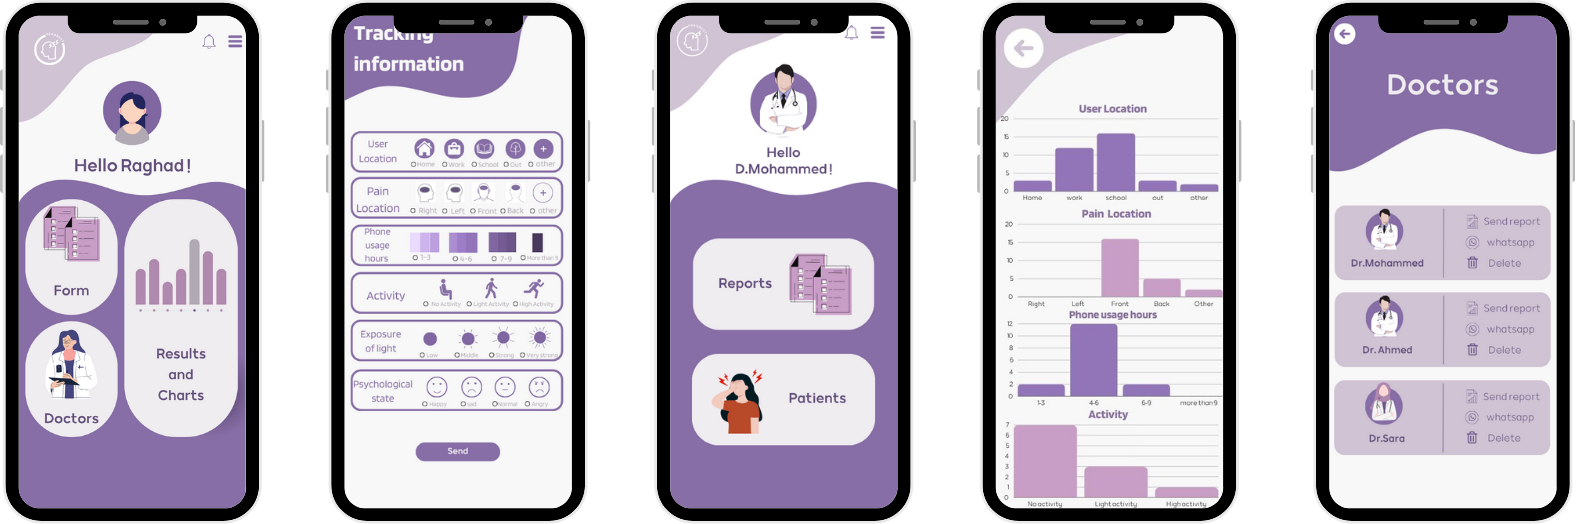 Hello Raghad!
Form
Doctors
Results
and
Charts
Tracking
information
User
Location
Home
Work
School
Out
other
Pain
Location
Right
Left
Front
Back
other
Phone
usage
hours
1-3
4-6
7-9
More than 9
Activity
No Activity
Light Activity
High Activity
Exposure
of light
Low
Middle
Strong
Very strong
Psychological
state
Happy
sad
Normal
Angry
Send
Hello
D.Mohammed!
Reports
Patients
User Location
20
15
10
5
0
Home
work
school
out
other
Pain Location
20
15
10
5
0
Right
Left
Front
Back
Other
Phone usage hours
12
10
8
6
4
2
0
1-3
4-6
6-9
more than 9
Activity
7
6
5
4
3
2
1
0
No activity
Light activity
High activity
Doctors
Dr.Mohammed
Send report
whatsapp
Delete
Dr. Ahmed
Send report
whatsapp
Delete
Dr.Sara
Send report
whatsapp
Delete